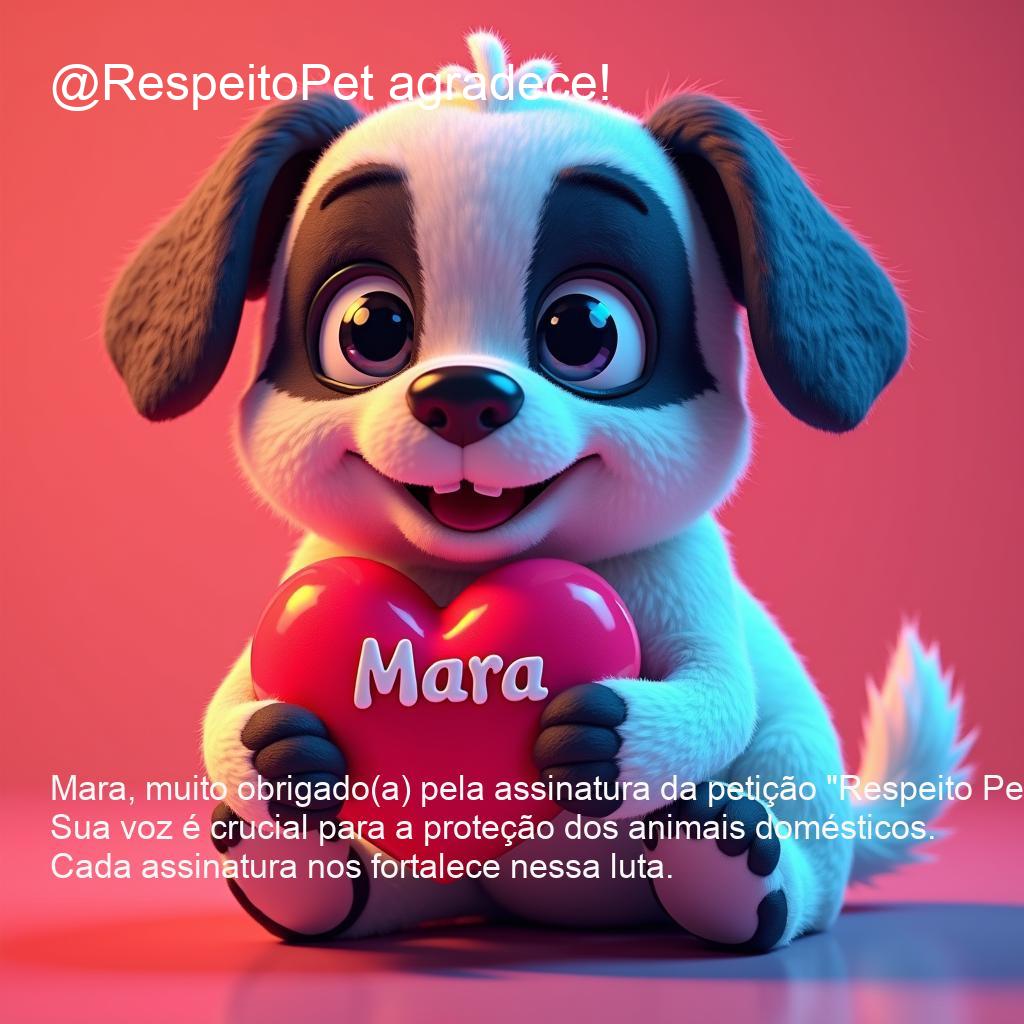 @RespeitoPet agradece!
Mara
Mara, muito obrigado(a) pela assinatura da petição "Respeito Pe
Sua voz é crucial para a proteção dos animais domésticos.
Cada assinatura nos fortalece nessa luta.